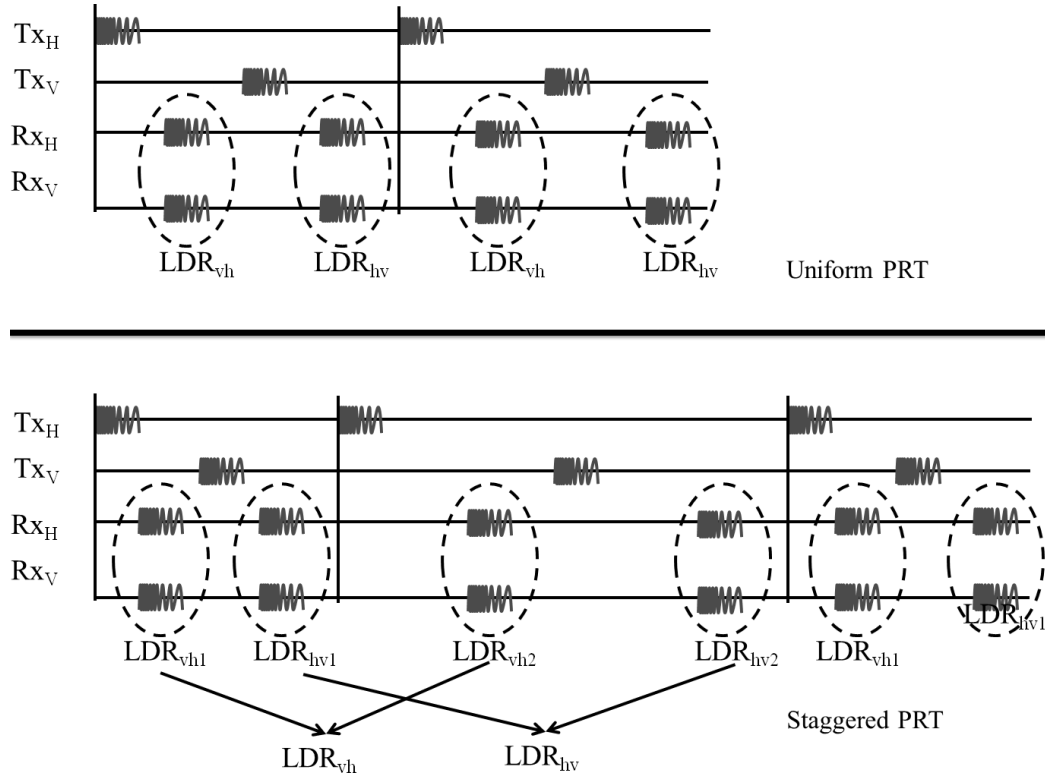 TxH
TxV
RxH
RxV
LDRvh LDRhv LDRvh LDRhv
Uniform PRT
TxH
TxV
RxH
RxV
LDRvh1 LDRhv1 LDRvh2 LDRhv2 LDRvh1 LDRhv1
Staggered PRT
LDRvh LDRhv